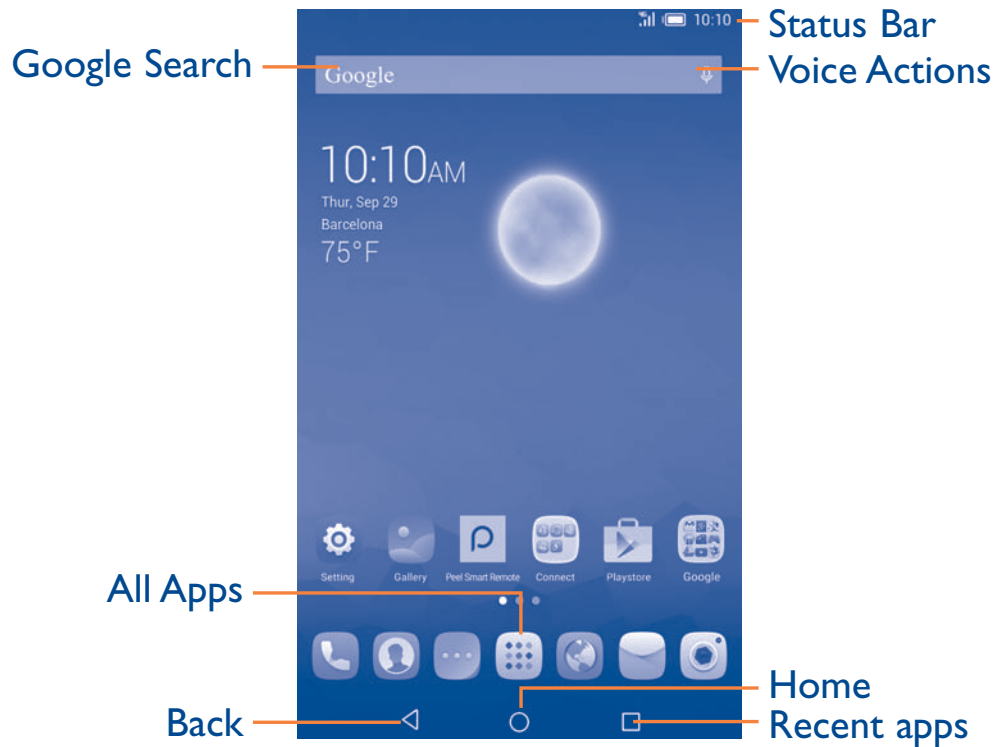 10:10
Status Bar
Google Search
Google
Voice Actions
10:10AM
Thur, Sep 29
Barcelona
75°F
Setting
Gallery
Peel Smart Remote
Connect
Playstore
Google
All Apps
Home
Back
Recent apps